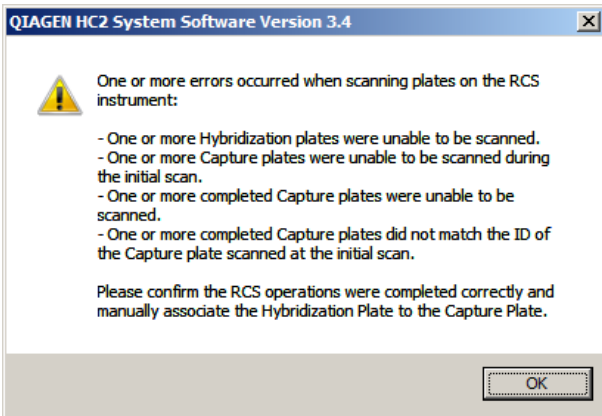 QIAGEN HC2 System Software Version 3.4
One or more errors occurred when scanning plates on the RCS
instrument:
- One or more Hybridization plates were unable to be scanned.
- One or more Capture plates were unable to be scanned during
the initial scan.
- One or more completed Capture plates were unable to be
scanned.
- One or more completed Capture plates did not match the ID of
the Capture plate scanned at the initial scan.
Please confirm the RCS operations were completed correctly and
manually associate the Hybridization Plate to the Capture Plate.
OK